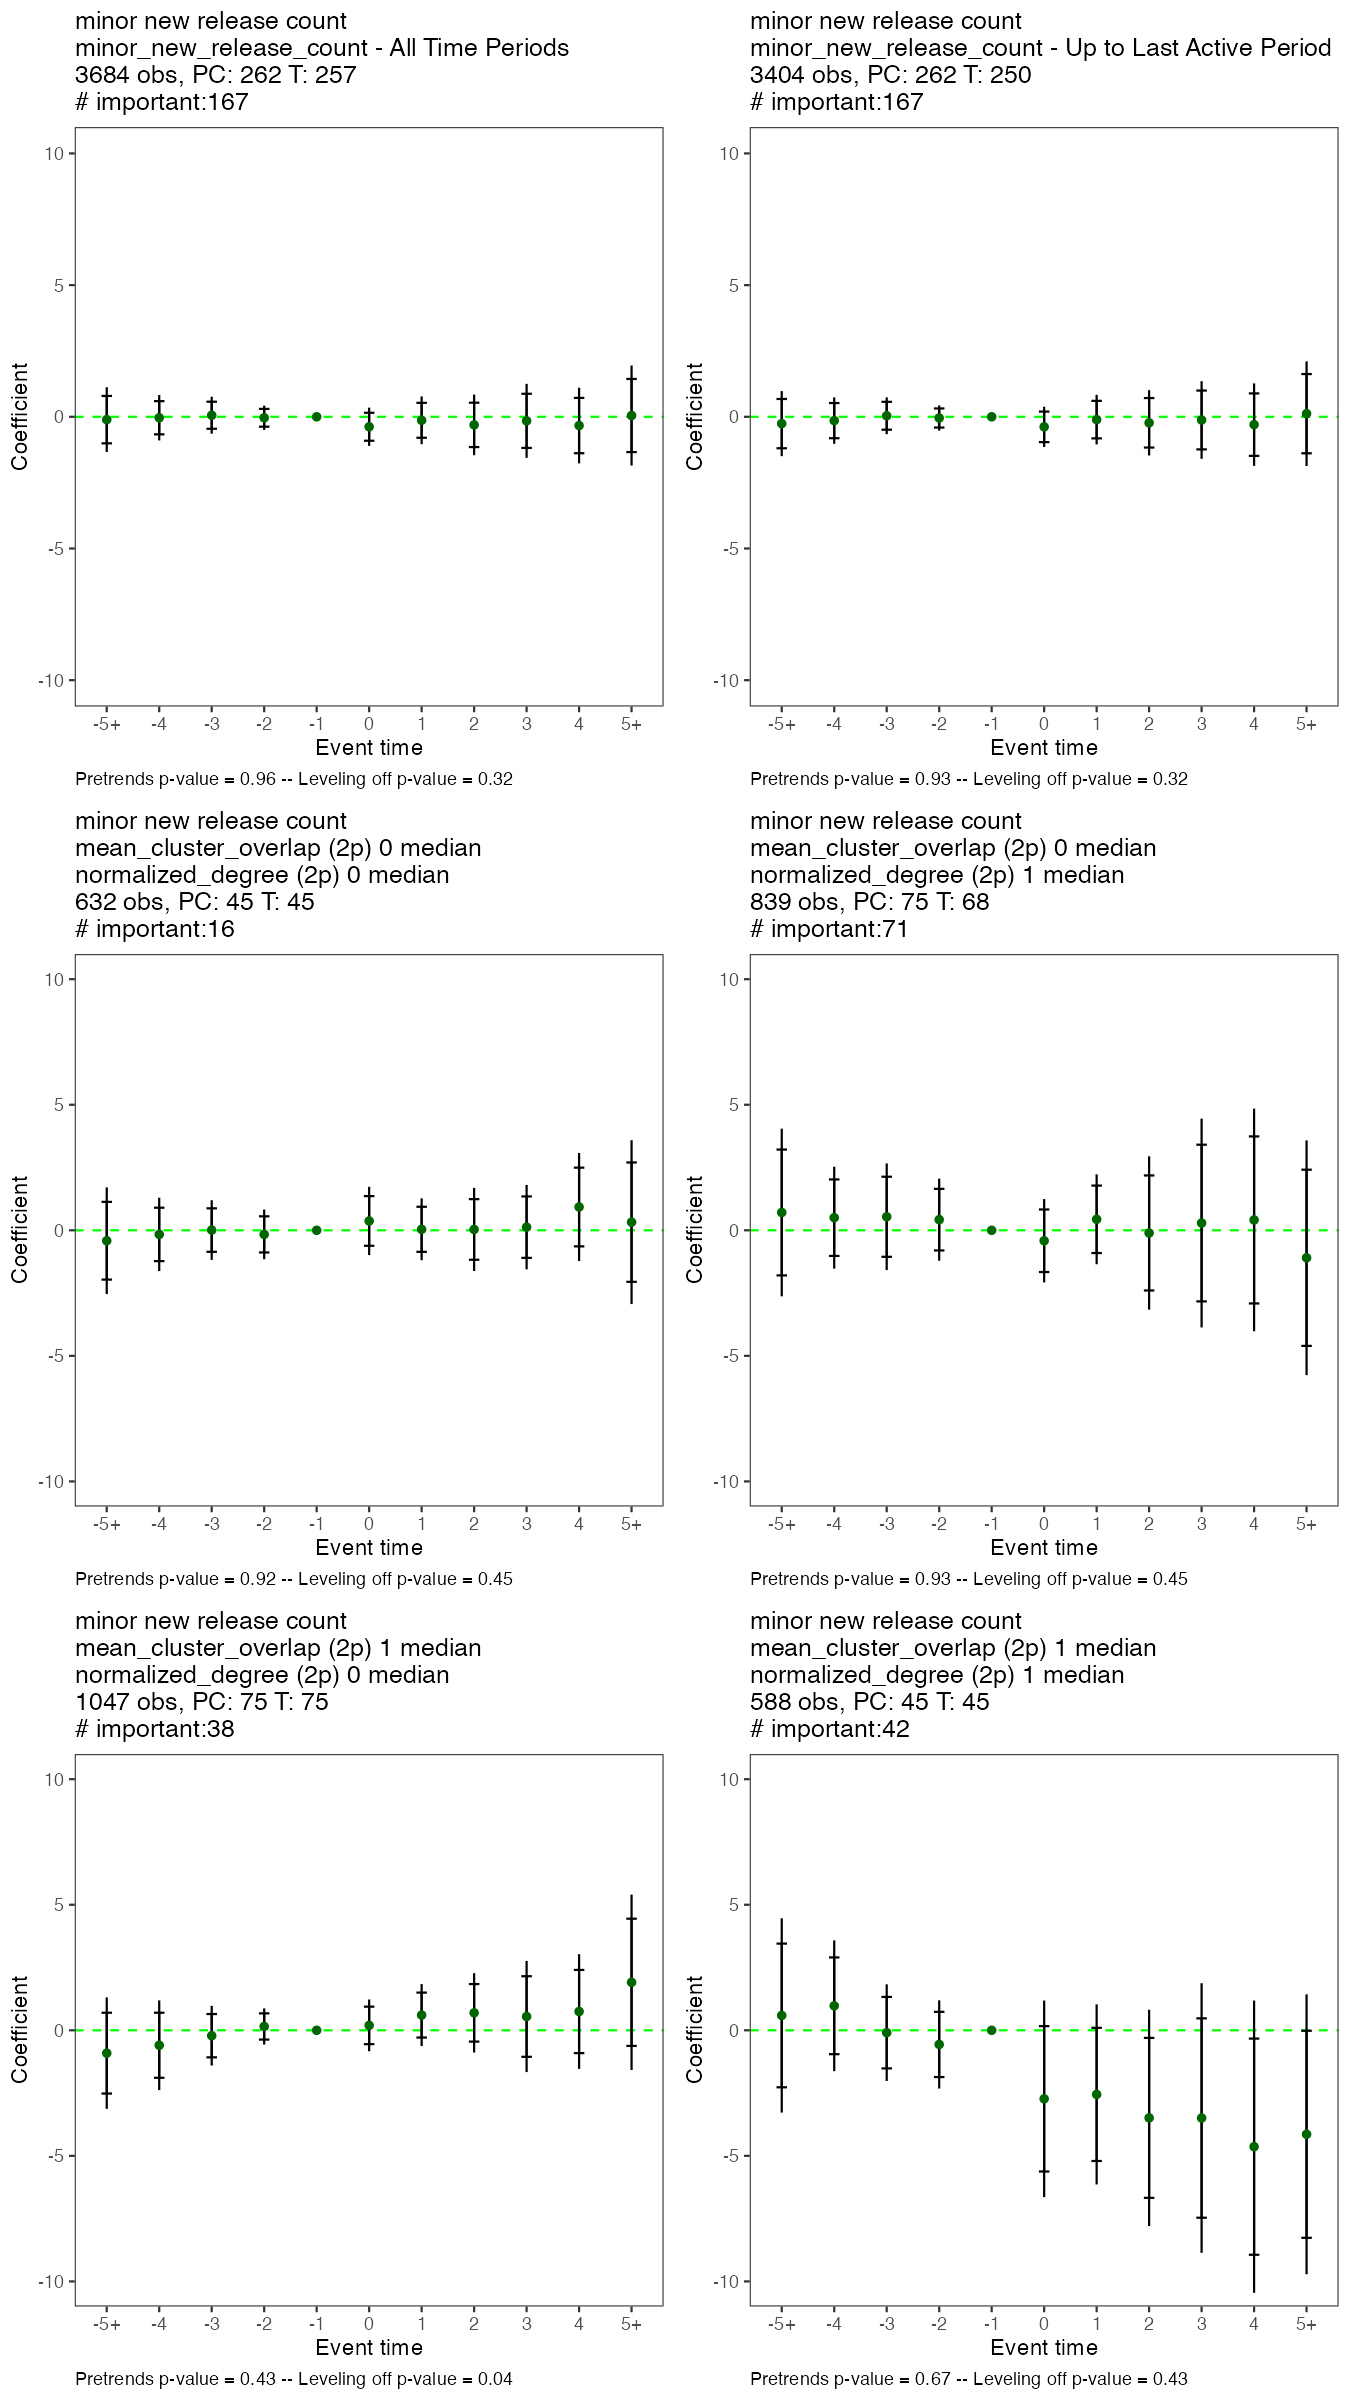 minor new release count
minor_new_release_count - All Time Periods
3684 obs, PC: 262 T: 257
# important:167
10
5
0
-5
-10
Coefficient
-5+ -4 -3 -2 -1 0 1 2 3 4 5+
Event time
Pretrends p-value = 0.96 -- Leveling off p-value = 0.32
minor new release count
minor_new_release_count - Up to Last Active Period
3404 obs, PC: 262 T: 250
# important:167
10
5
0
-5
-10
Coefficient
-5+ -4 -3 -2 -1 0 1 2 3 4 5+
Event time
Pretrends p-value = 0.93 -- Leveling off p-value = 0.32
minor new release count
mean_cluster_overlap (2p) 0 median
normalized_degree (2p) 0 median
632 obs, PC: 45 T: 45
# important:16
10
5
0
-5
-10
Coefficient
-5+ -4 -3 -2 -1 0 1 2 3 4 5+
Event time
Pretrends p-value = 0.92 -- Leveling off p-value = 0.45
minor new release count
mean_cluster_overlap (2p) 0 median
normalized_degree (2p) 1 median
839 obs, PC: 75 T: 68
# important:71
10
5
0
-5
-10
Coefficient
-5+ -4 -3 -2 -1 0 1 2 3 4 5+
Event time
Pretrends p-value = 0.93 -- Leveling off p-value = 0.45
minor new release count
mean_cluster_overlap (2p) 1 median
normalized_degree (2p) 0 median
1047 obs, PC: 75 T: 75
# important:38
10
5
0
-5
-10
Coefficient
-5+ -4 -3 -2 -1 0 1 2 3 4 5+
Event time
Pretrends p-value = 0.43 -- Leveling off p-value = 0.04
minor new release count
mean_cluster_overlap (2p) 1 median
normalized_degree (2p) 1 median
588 obs, PC: 45 T: 45
# important:42
10
5
0
-5
-10
Coefficient
-5+ -4 -3 -2 -1 0 1 2 3 4 5+
Event time
Pretrends p-value = 0.67 -- Leveling off p-value = 0.43